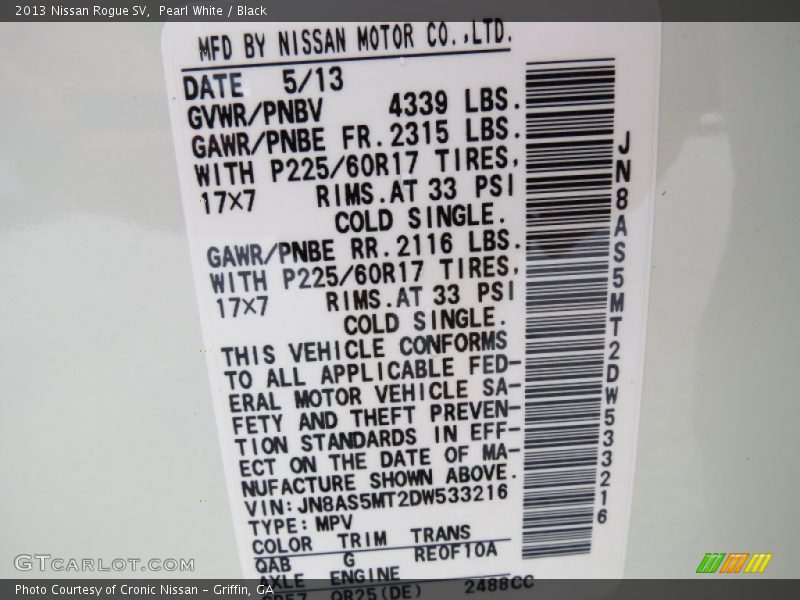 2013 Nissan Rogue SV, Pearl White / Black
MFD BY NISSAN MOTOR CO.,LTD.
DATE 5/13
GVWR/PNBV 4339 LBS.
GAWR/PNBE FR. 2315 LBS.
WITH P225/60R17 TIRES,
17X7 RIMS. AT 33 PSI
COLD SINGLE.
GAWR/PNBE RR. 2116 LBS.
WITH P225/60R17 TIRES,
17X7 RIMS. AT 33 PSI
COLD SINGLE.
THIS VEHICLE CONFORMS
TO ALL APPLICABLE FED-
ERAL MOTOR VEHICLE SA-
FETY AND THEFT PREVEN-
TION STANDARDS IN EFF-
ECT ON THE DATE OF MA-
NUFACTURE SHOWN ABOVE.
VIN: JN8AS5MT2DW533216
TYPE: MPV
COLOR TRIM TRANS
QAB G RE0F10A
AXLE ENGINE
QR25(DE) 2488CC
JN8AS5MT2DW533216
GTCARLOT.COM
Photo Courtesy of Cronic Nissan - Griffin, GA